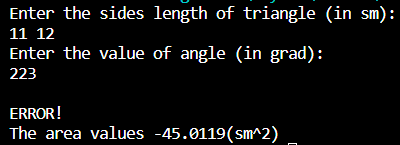 Enter the sides length of triangle (in sm):
11 12
Enter the value of angle (in grad):
223
ERROR!
The area values -45.0119(sm^2)